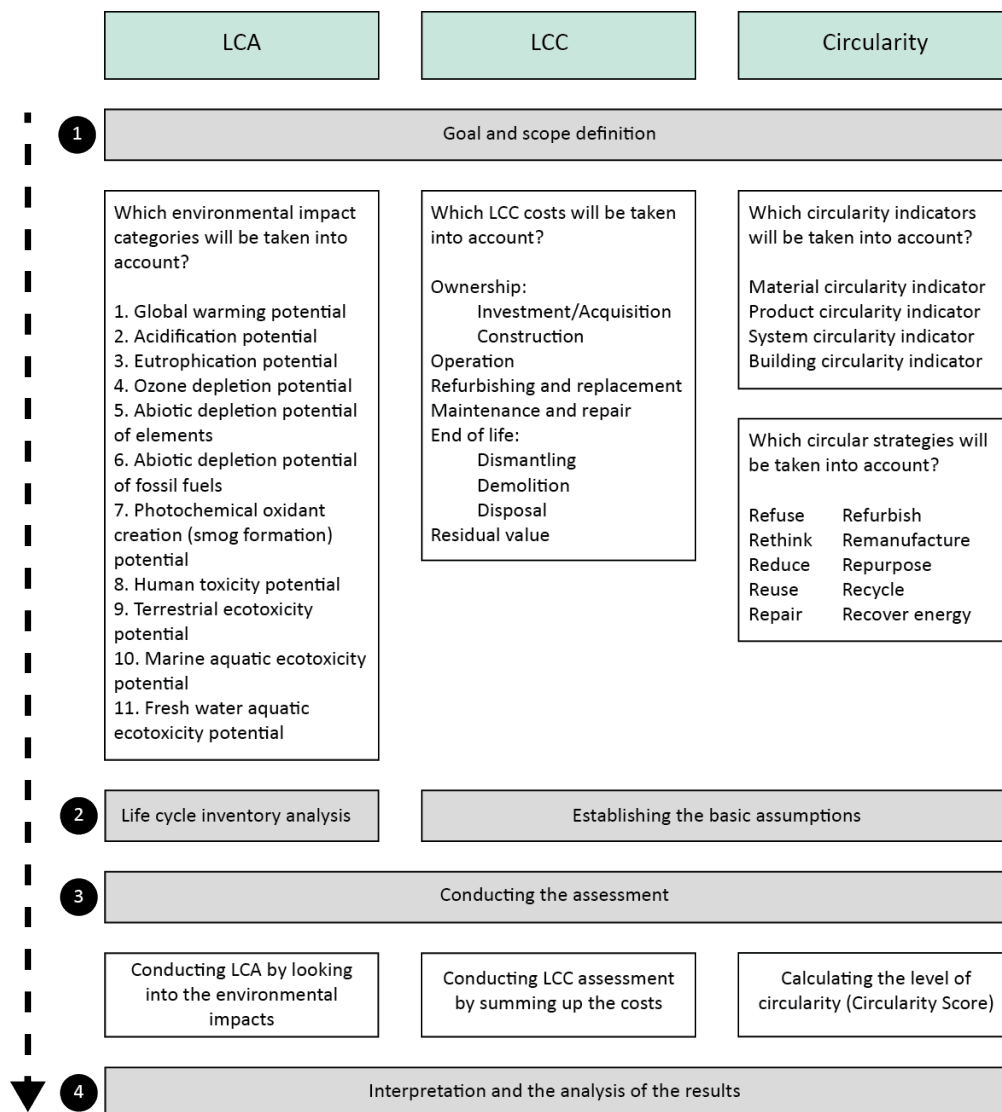 LCA
LCC
Circularity
1
Goal and scope definition
Which environmental impact
categories will be taken into
account?
1. Global warming potential
2. Acidification potential
3. Eutrophication potential
4. Ozone depletion potential
5. Abiotic depletion potential
of elements
6. Abiotic depletion potential
of fossil fuels
7. Photochemical oxidant
creation (smog formation)
potential
8. Human toxicity potential
9. Terrestrial ecotoxicity
potential
10. Marine aquatic ecotoxicity
potential
11. Fresh water aquatic
ecotoxicity potential
Which LCC costs will be taken
into account?
Ownership:
Investment/Acquisition
Construction
Operation
Refurbishing and replacement
Maintenance and repair
End of life:
Dismantling
Demolition
Disposal
Residual value
Which circularity indicators
will be taken into account?
Material circularity indicator
Product circularity indicator
System circularity indicator
Building circularity indicator
Which circular strategies will
be taken into account?
Refuse Refurbish
Rethink Remanufacture
Reduce Repurpose
Reuse Recycle
Repair Recover energy
2
Life cycle inventory analysis
Establishing the basic assumptions
3
Conducting the assessment
Conducting LCA by looking
into the environmental
impacts
Conducting LCC assessment
by summing up the costs
Calculating the level of
circularity (Circularity Score)
4
Interpretation and the analysis of the results